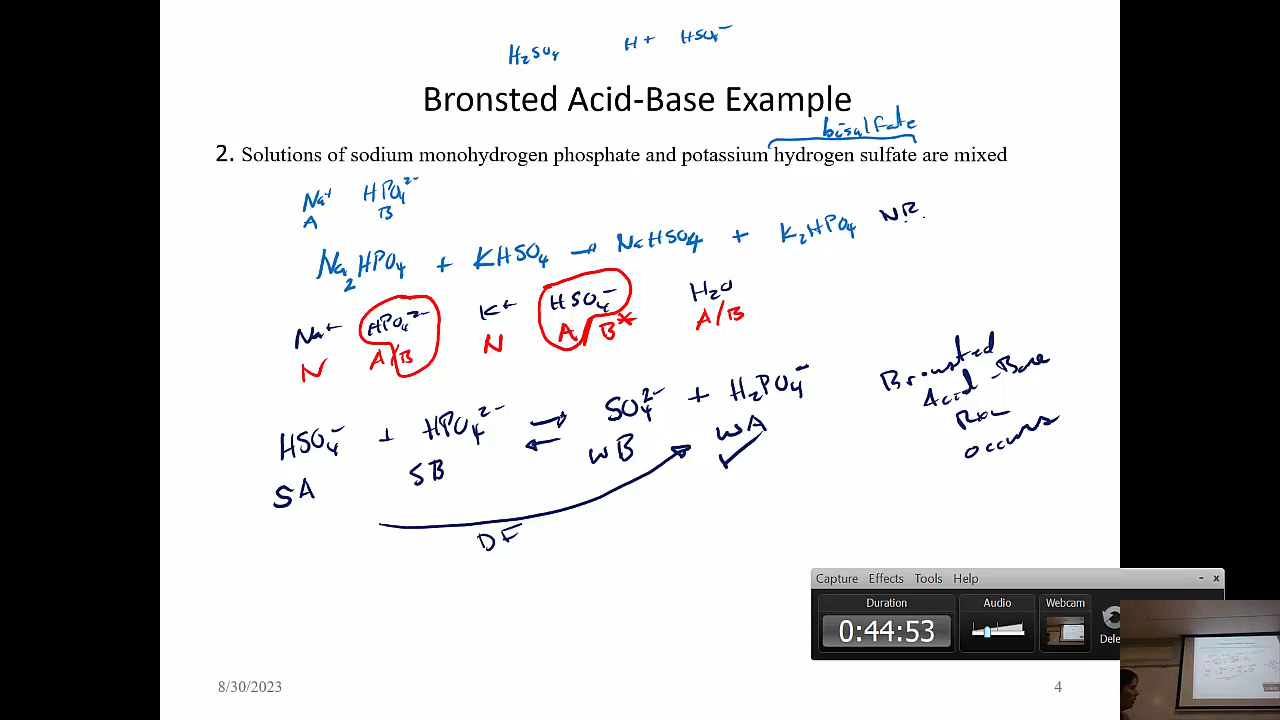 H2SO4 H+ HSO4-
Bronsted Acid-Base Example
bisulfate
2. Solutions of sodium monohydrogen phosphate and potassium hydrogen sulfate are mixed
Na+ HPO4 2-
A B
Na2HPO4 + KHSO4 → NaHSO4 + K2HPO4 NR.
Na+ HPO4 2- K+ HSO4- H2O
N A/B N A/B* A/B
HSO4- + HPO4 2- ⇌ SO4 2- + H2PO4-
SA SB WB WA
DF
Bronsted
Acid-Base
Rxn
occurs
Capture Effects Tools Help
Duration Audio Webcam
0:44:53
Dele
8/30/2023
4